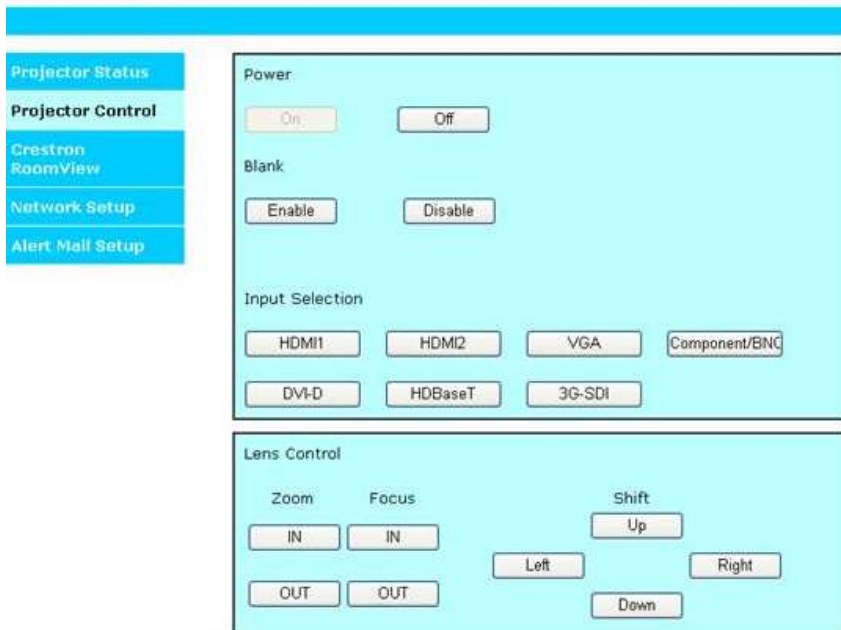 Projector Status
Projector Control
Crestron
RoomView
Network Setup
Alert Mail Setup
Power
On Off
Blank
Enable Disable
Input Selection
HDMI1 HDMI2 VGA Component/BNC
DVI-D HDBaseT 3G-SDI
Lens Control
Zoom Focus Shift
Up
IN IN
Left Right
OUT OUT
Down